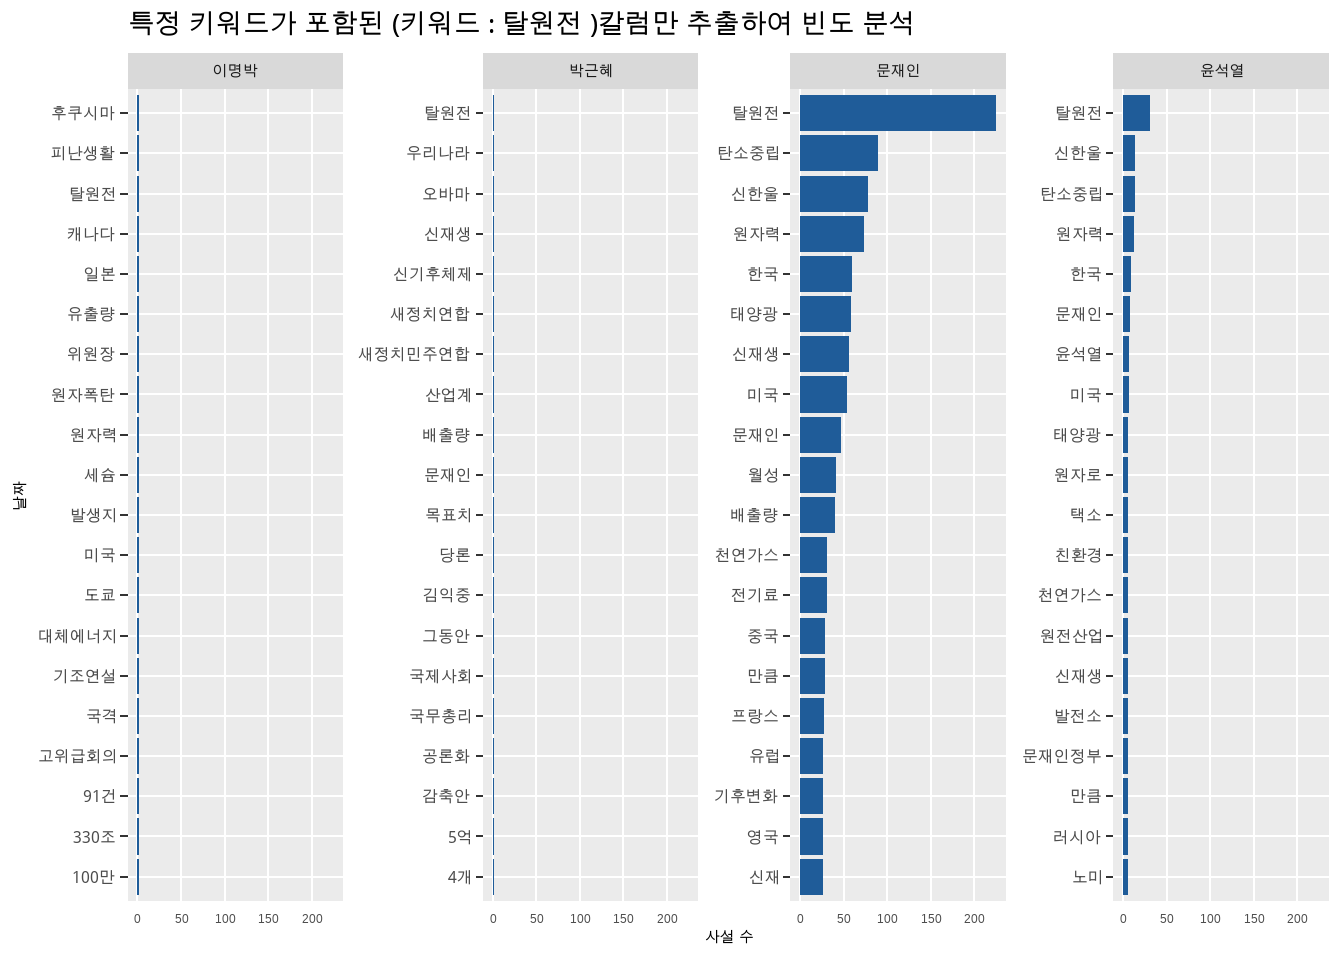 특정 키워드가 포함된 (키워드 : 탈원전 )칼럼만 추출하여 빈도 분석
이명박 박근혜 문재인 윤석열
후쿠시마 탈원전 탈원전 탈원전
피난생활 우리나라 탄소중립 신한울
탈원전 오바마 신한울 탄소중립
캐나다 신재생 원자력 원자력
일본 신기후체제 한국 한국
유출량 새정치연합 태양광 문재인
위원장 새정치민주연합 신재생 윤석열
원자폭탄 산업계 미국 미국
원자력 배출량 문재인 태양광
세슘 문재인 월성 원자로
발생지 목표치 배출량 택소
미국 당론 천연가스 친환경
도쿄 김익중 전기료 천연가스
대체에너지 그동안 중국 원전산업
기조연설 국제사회 만큼 신재생
국격 국무총리 프랑스 발전소
고위급회의 공론화 유럽 문재인정부
91건 감축안 기후변화 만큼
330조 5억 영국 러시아
100만 4개 신재 노미
0 50 100 150 200 0 50 100 150 200 0 50 100 150 200 0 50 100 150 200
사설 수
날짜